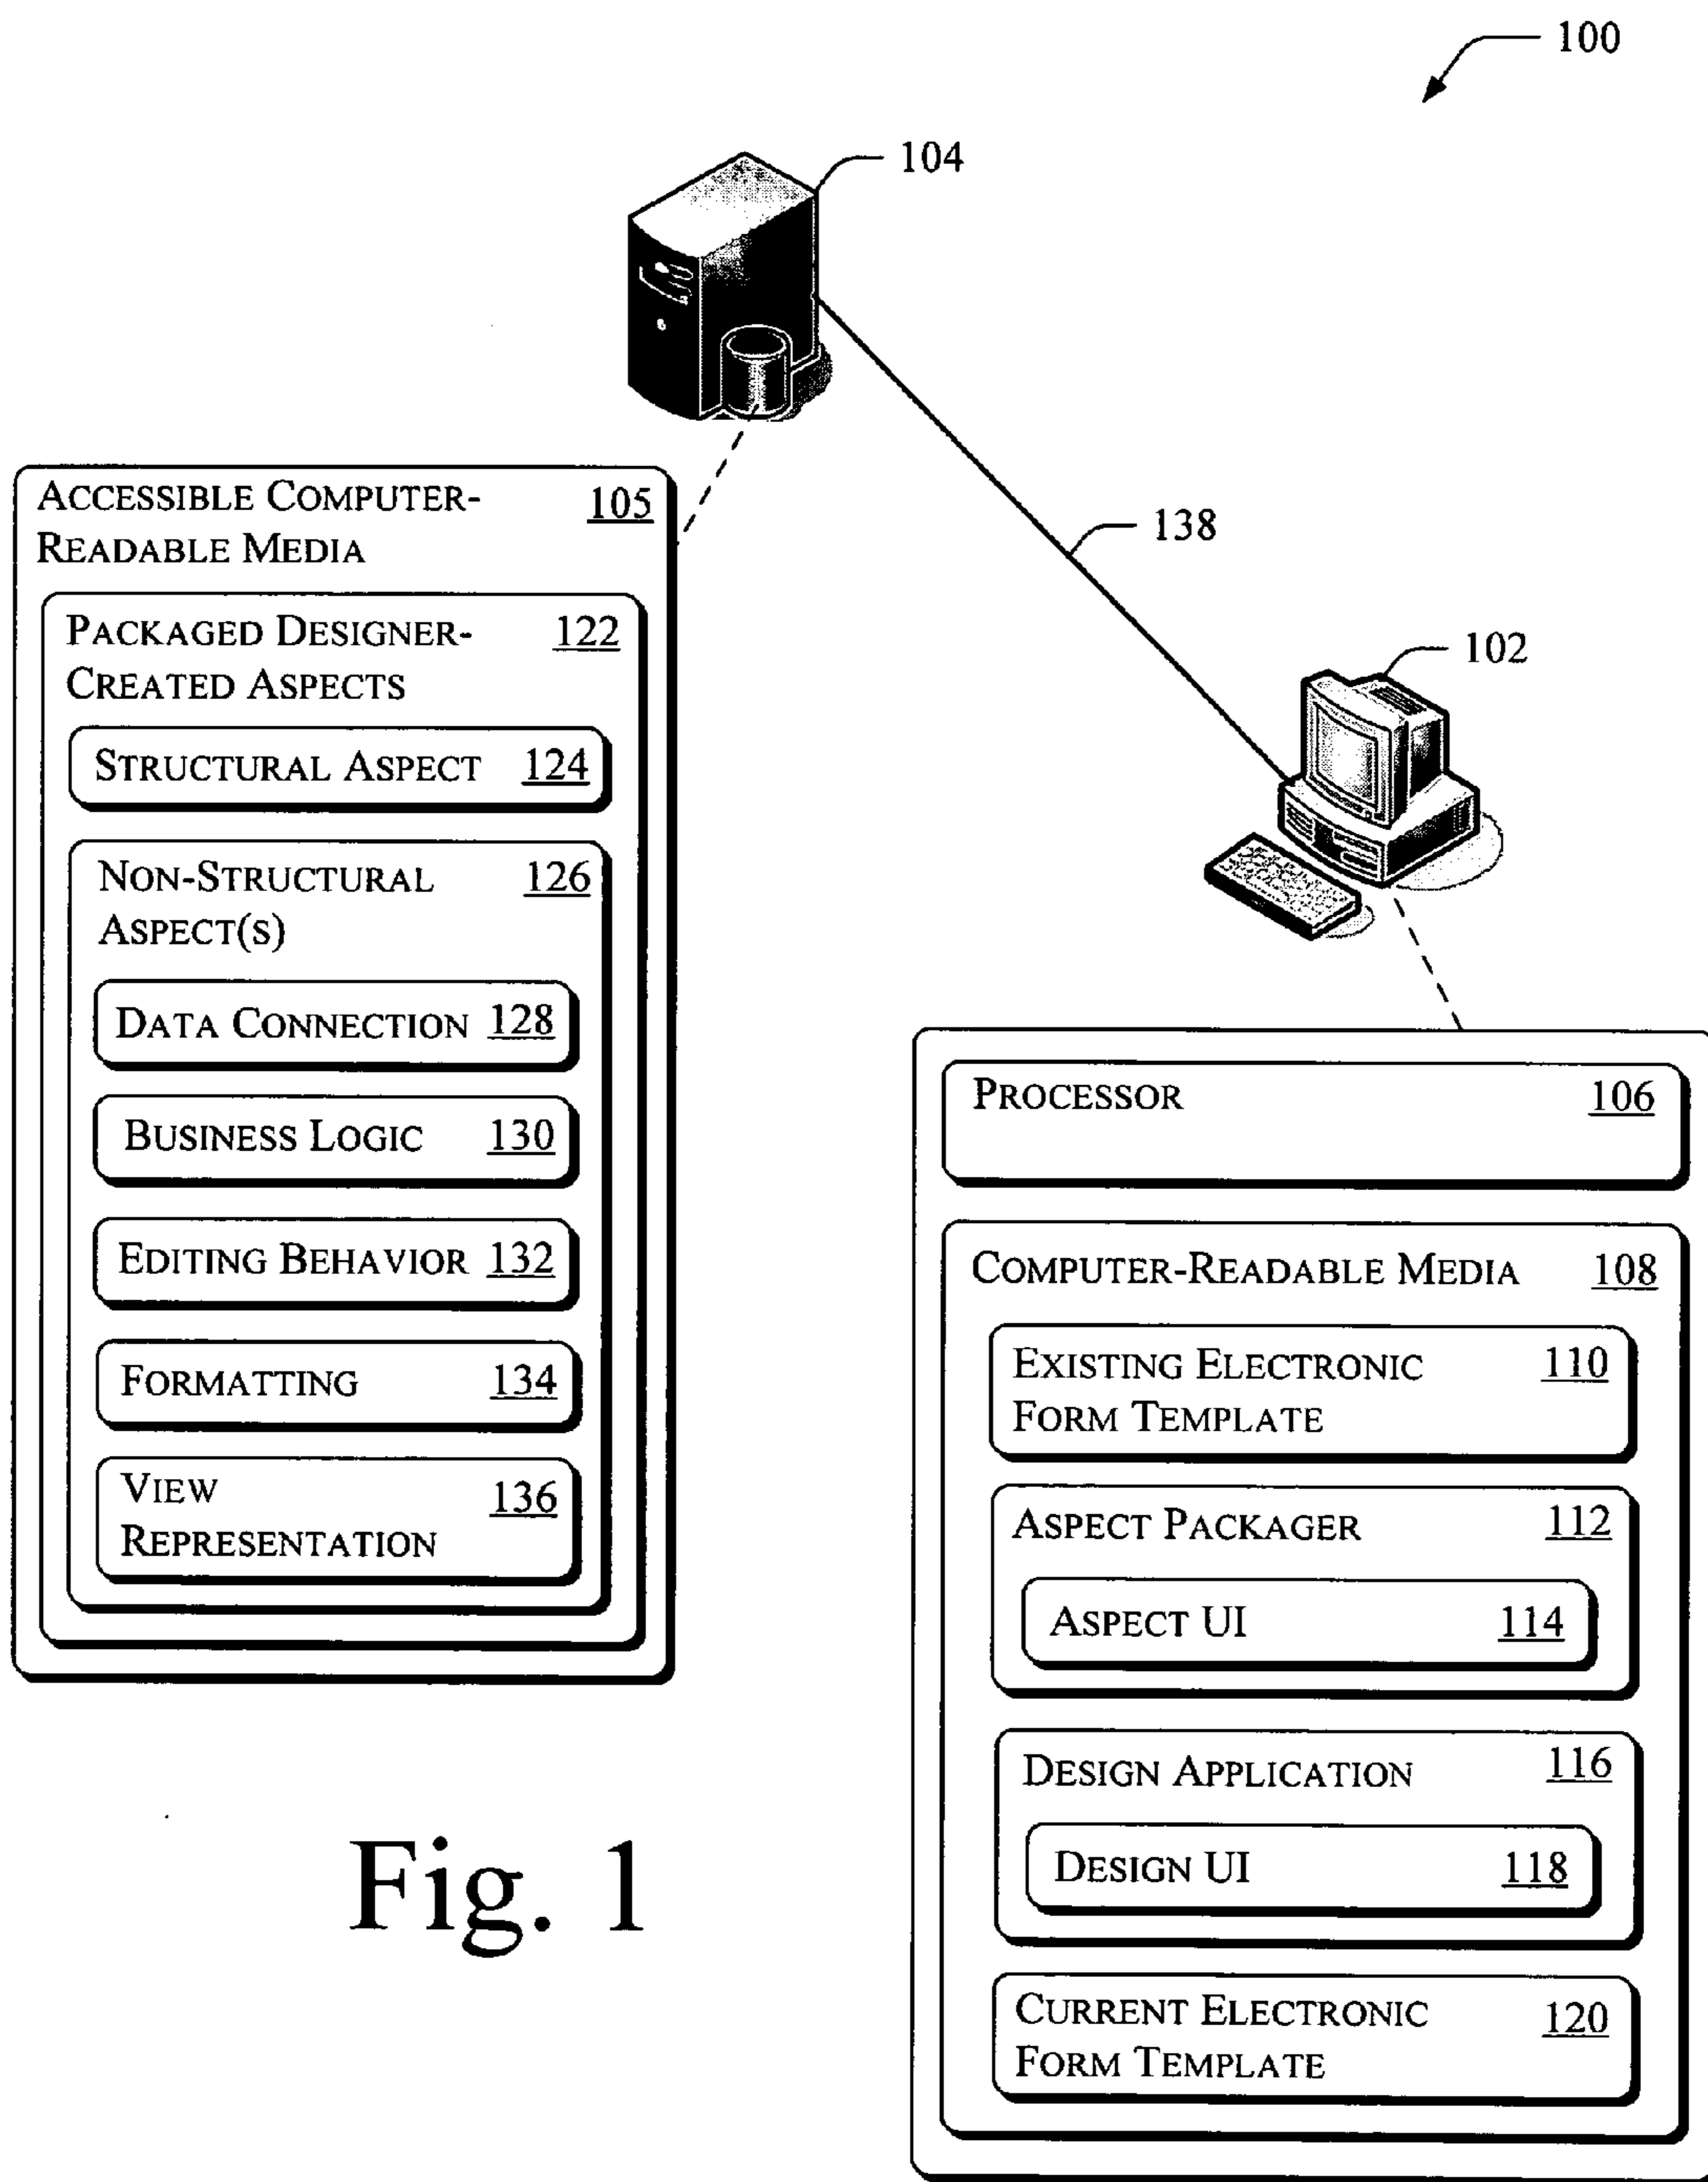 100
104
ACCESSIBLE COMPUTER- 105
READABLE MEDIA
138
PACKAGED DESIGNER- 122
CREATED ASPECTS
102
STRUCTURAL ASPECT 124
NON-STRUCTURAL 126
ASPECT(S)
DATA CONNECTION 128
BUSINESS LOGIC 130
EDITING BEHAVIOR 132
FORMATTING 134
VIEW 136
REPRESENTATION
PROCESSOR 106
COMPUTER-READABLE MEDIA 108
EXISTING ELECTRONIC 110
FORM TEMPLATE
ASPECT PACKAGER 112
ASPECT UI 114
DESIGN APPLICATION 116
DESIGN UI 118
CURRENT ELECTRONIC 120
FORM TEMPLATE
Fig. 1